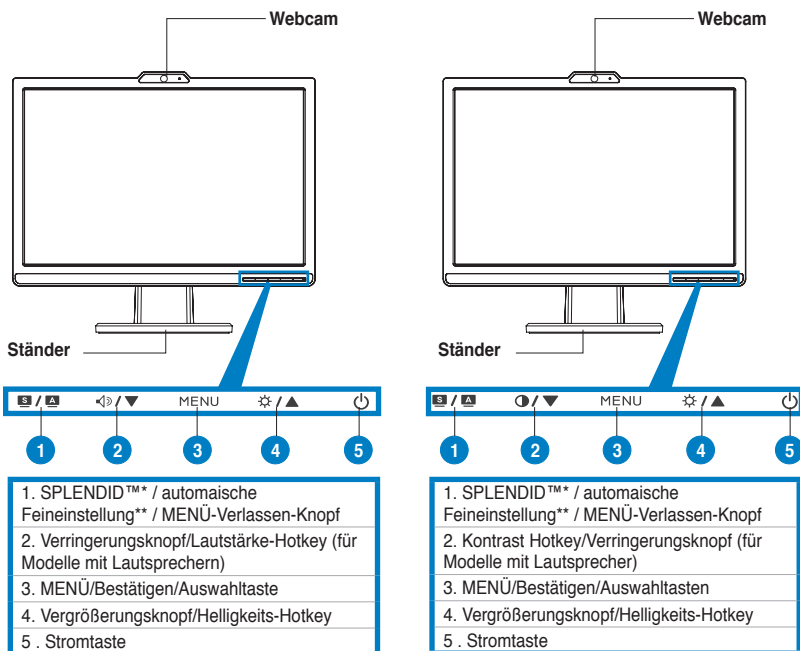 Webcam
Ständer
S / A
/ ▼
MENU
/ ▲
1
2
3
4
5
1. SPLENDID™* / automaische
Feineinstellung** / MENÜ-Verlassen-Knopf
2. Verringerungsknopf/Lautstärke-Hotkey (für
Modelle mit Lautsprechern)
3. MENÜ/Bestätigen/Auswahltaste
4. Vergrößerungsknopf/Helligkeits-Hotkey
5 . Stromtaste
Webcam
Ständer
S / A
/ ▼
MENU
/ ▲
1
2
3
4
5
1. SPLENDID™* / automaische
Feineinstellung** / MENÜ-Verlassen-Knopf
2. Kontrast Hotkey/Verringerungsknopf (für
Modelle mit Lautsprecher)
3. MENÜ/Bestätigen/Auswahltasten
4. Vergrößerungsknopf/Helligkeits-Hotkey
5 . Stromtaste